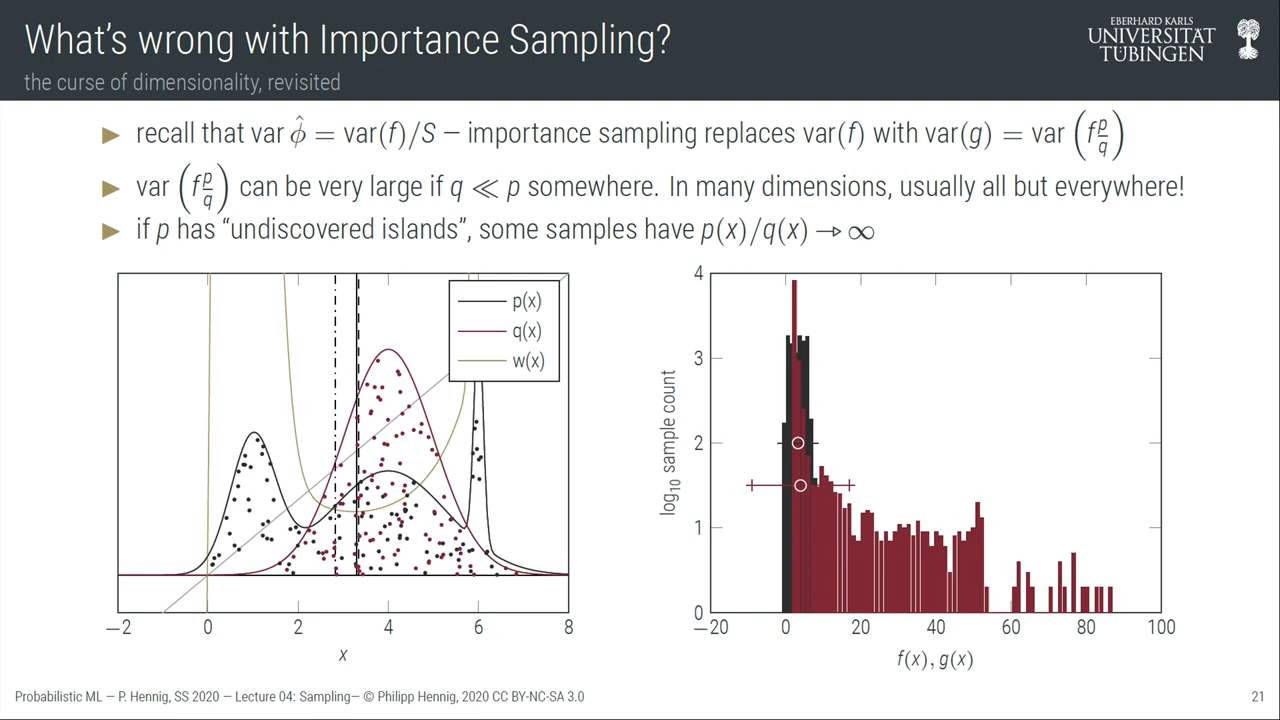 What's wrong with Importance Sampling?
the curse of dimensionality, revisited
EBERHARD KARLS
UNIVERSITÄT
TÜBINGEN
▶ recall that var ϕ̂ = var(f)/S – importance sampling replaces var(f) with var(g) = var (f p/q)
▶ var (f p/q) can be very large if q ≪ p somewhere. In many dimensions, usually all but everywhere!
▶ if p has “undiscovered islands”, some samples have p(x)/q(x) → ∞
p(x)
q(x)
w(x)
−2 0 2 4 6 8
x
4
3
2
1
0
log₁₀ sample count
−20 0 20 40 60 80 100
f(x), g(x)
Probabilistic ML — P. Hennig, SS 2020 — Lecture 04: Sampling— © Philipp Hennig, 2020 CC BY-NC-SA 3.0
21